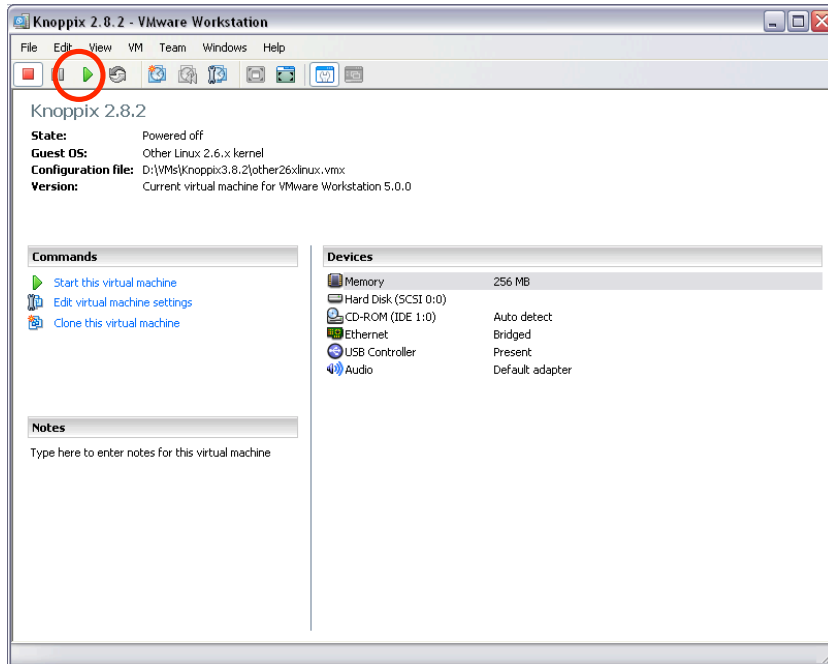 Knoppix 2.8.2 - VMware Workstation
File Edit View VM Team Windows Help
Knoppix 2.8.2
State: Powered off
Guest OS: Other Linux 2.6.x kernel
Configuration file: D:\VMs\Knoppix3.8.2\other26xlinux.vmx
Version: Current virtual machine for VMware Workstation 5.0.0
Commands
Start this virtual machine
Edit virtual machine settings
Clone this virtual machine
Notes
Type here to enter notes for this virtual machine
Devices
Memory 256 MB
Hard Disk (SCSI 0:0)
CD-ROM (IDE 1:0) Auto detect
Ethernet Bridged
USB Controller Present
Audio Default adapter